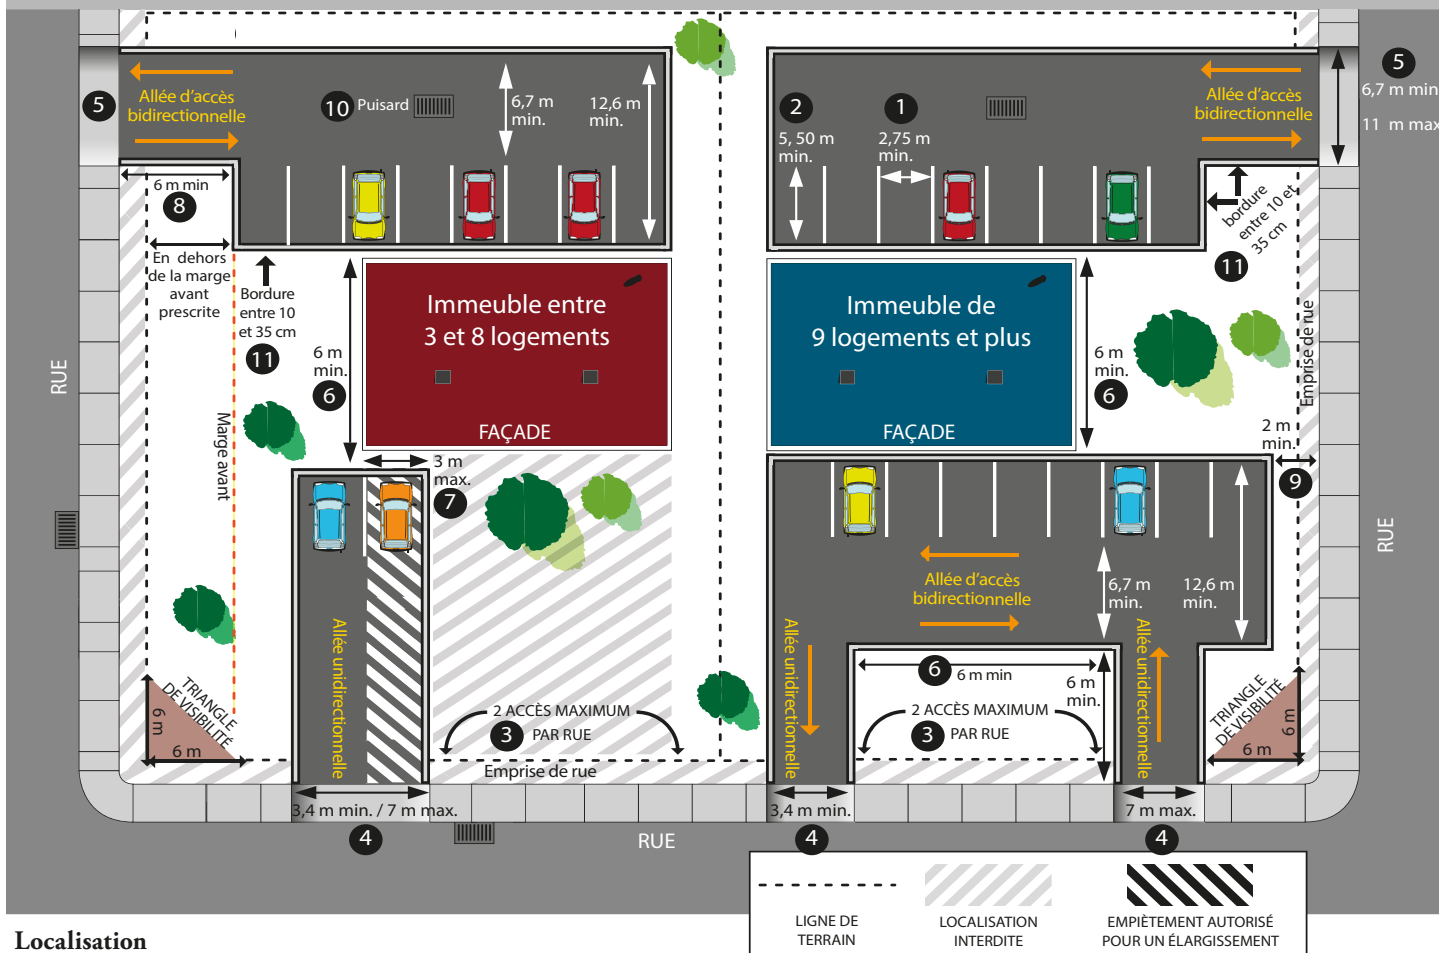 5
Allée d'accès
bidirectionnelle
10 Puisard
6,7 m
min.
12,6 m
min.
2
5, 50 m
min.
1
2,75 m
min.
Allée d'accès
bidirectionnelle
5
6,7 m min
11 m max
6 m min
8
En dehors
de la marge
avant
prescrite
Bordure
entre 10
et 35 cm
11
bordure
entre 10 et
35 cm
11
Immeuble entre
3 et 8 logements
FAÇADE
6 m
min.
6
Immeuble de
9 logements et plus
FAÇADE
6 m
min.
6
Emprise de rue
2 m
min.
9
RUE
RUE
Marge avant
3 m
max.
7
Allée unidirectionnelle
Allée d'accès
bidirectionnelle
6,7 m
min.
12,6 m
min.
Allée unidirectionnelle
Allée unidirectionnelle
6
6 m min
6 m
min.
TRIANGLE
DE VISIBILITÉ
6 m
6 m
2 ACCÈS MAXIMUM
3 PAR RUE
Emprise de rue
2 ACCÈS MAXIMUM
3 PAR RUE
TRIANGLE
DE VISIBILITÉ
6 m
6 m
3,4 m min. / 7 m max.
4
3,4 m min.
4
7 m max.
4
RUE
LIGNE DE
TERRAIN
LOCALISATION
INTERDITE
EMPIÈTEMENT AUTORISÉ
POUR UN ÉLARGISSEMENT
Localisation